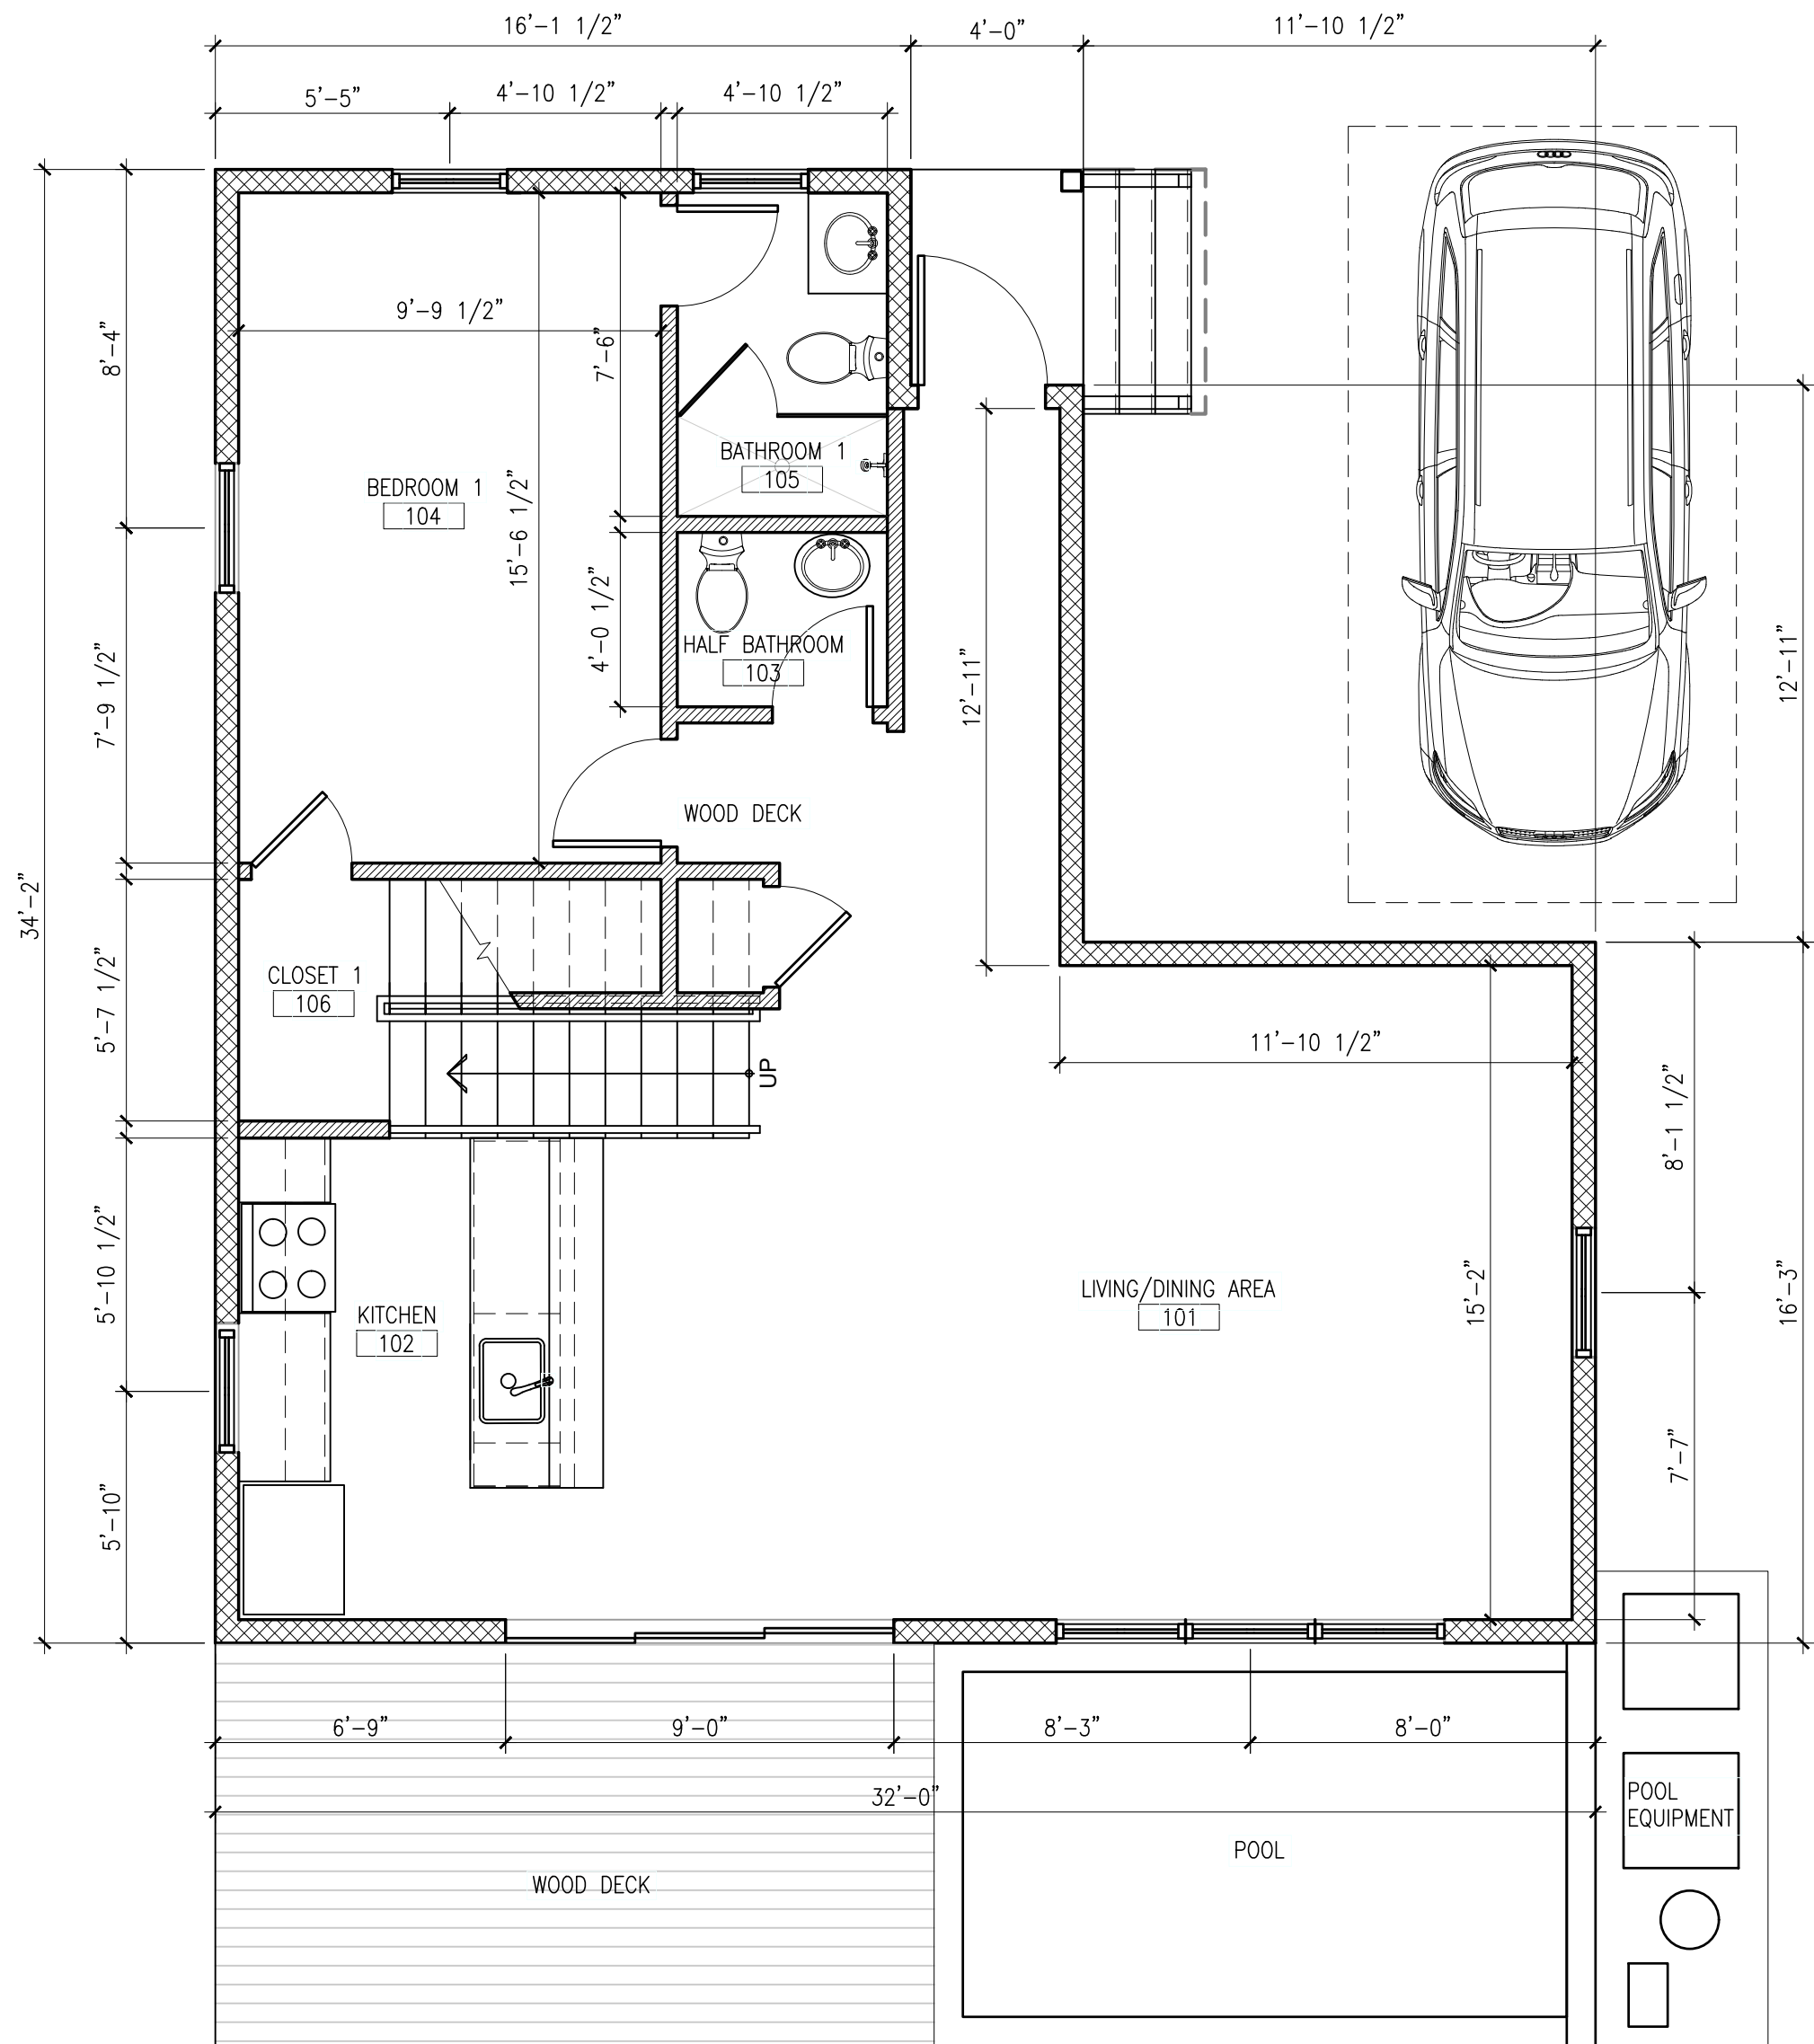 16'-1 1/2"
4'-0"
11'-10 1/2"
5'-5"
4'-10 1/2"
4'-10 1/2"
9'-9 1/2"
8'-4"
7'-6"
BATHROOM 1
105
BEDROOM 1
104
15'-6 1/2"
4'-0 1/2"
HALF BATHROOM
103
12'-11"
12'-11"
7'-9 1/2"
WOOD DECK
34'-2"
CLOSET 1
106
5'-7 1/2"
UP
11'-10 1/2"
8'-1 1/2"
5'-10 1/2"
KITCHEN
102
LIVING/DINING AREA
101
15'-2"
16'-3"
7'-7"
5'-10"
6'-9"
9'-0"
8'-3"
8'-0"
32'-0"
POOL
EQUIPMENT
POOL
WOOD DECK